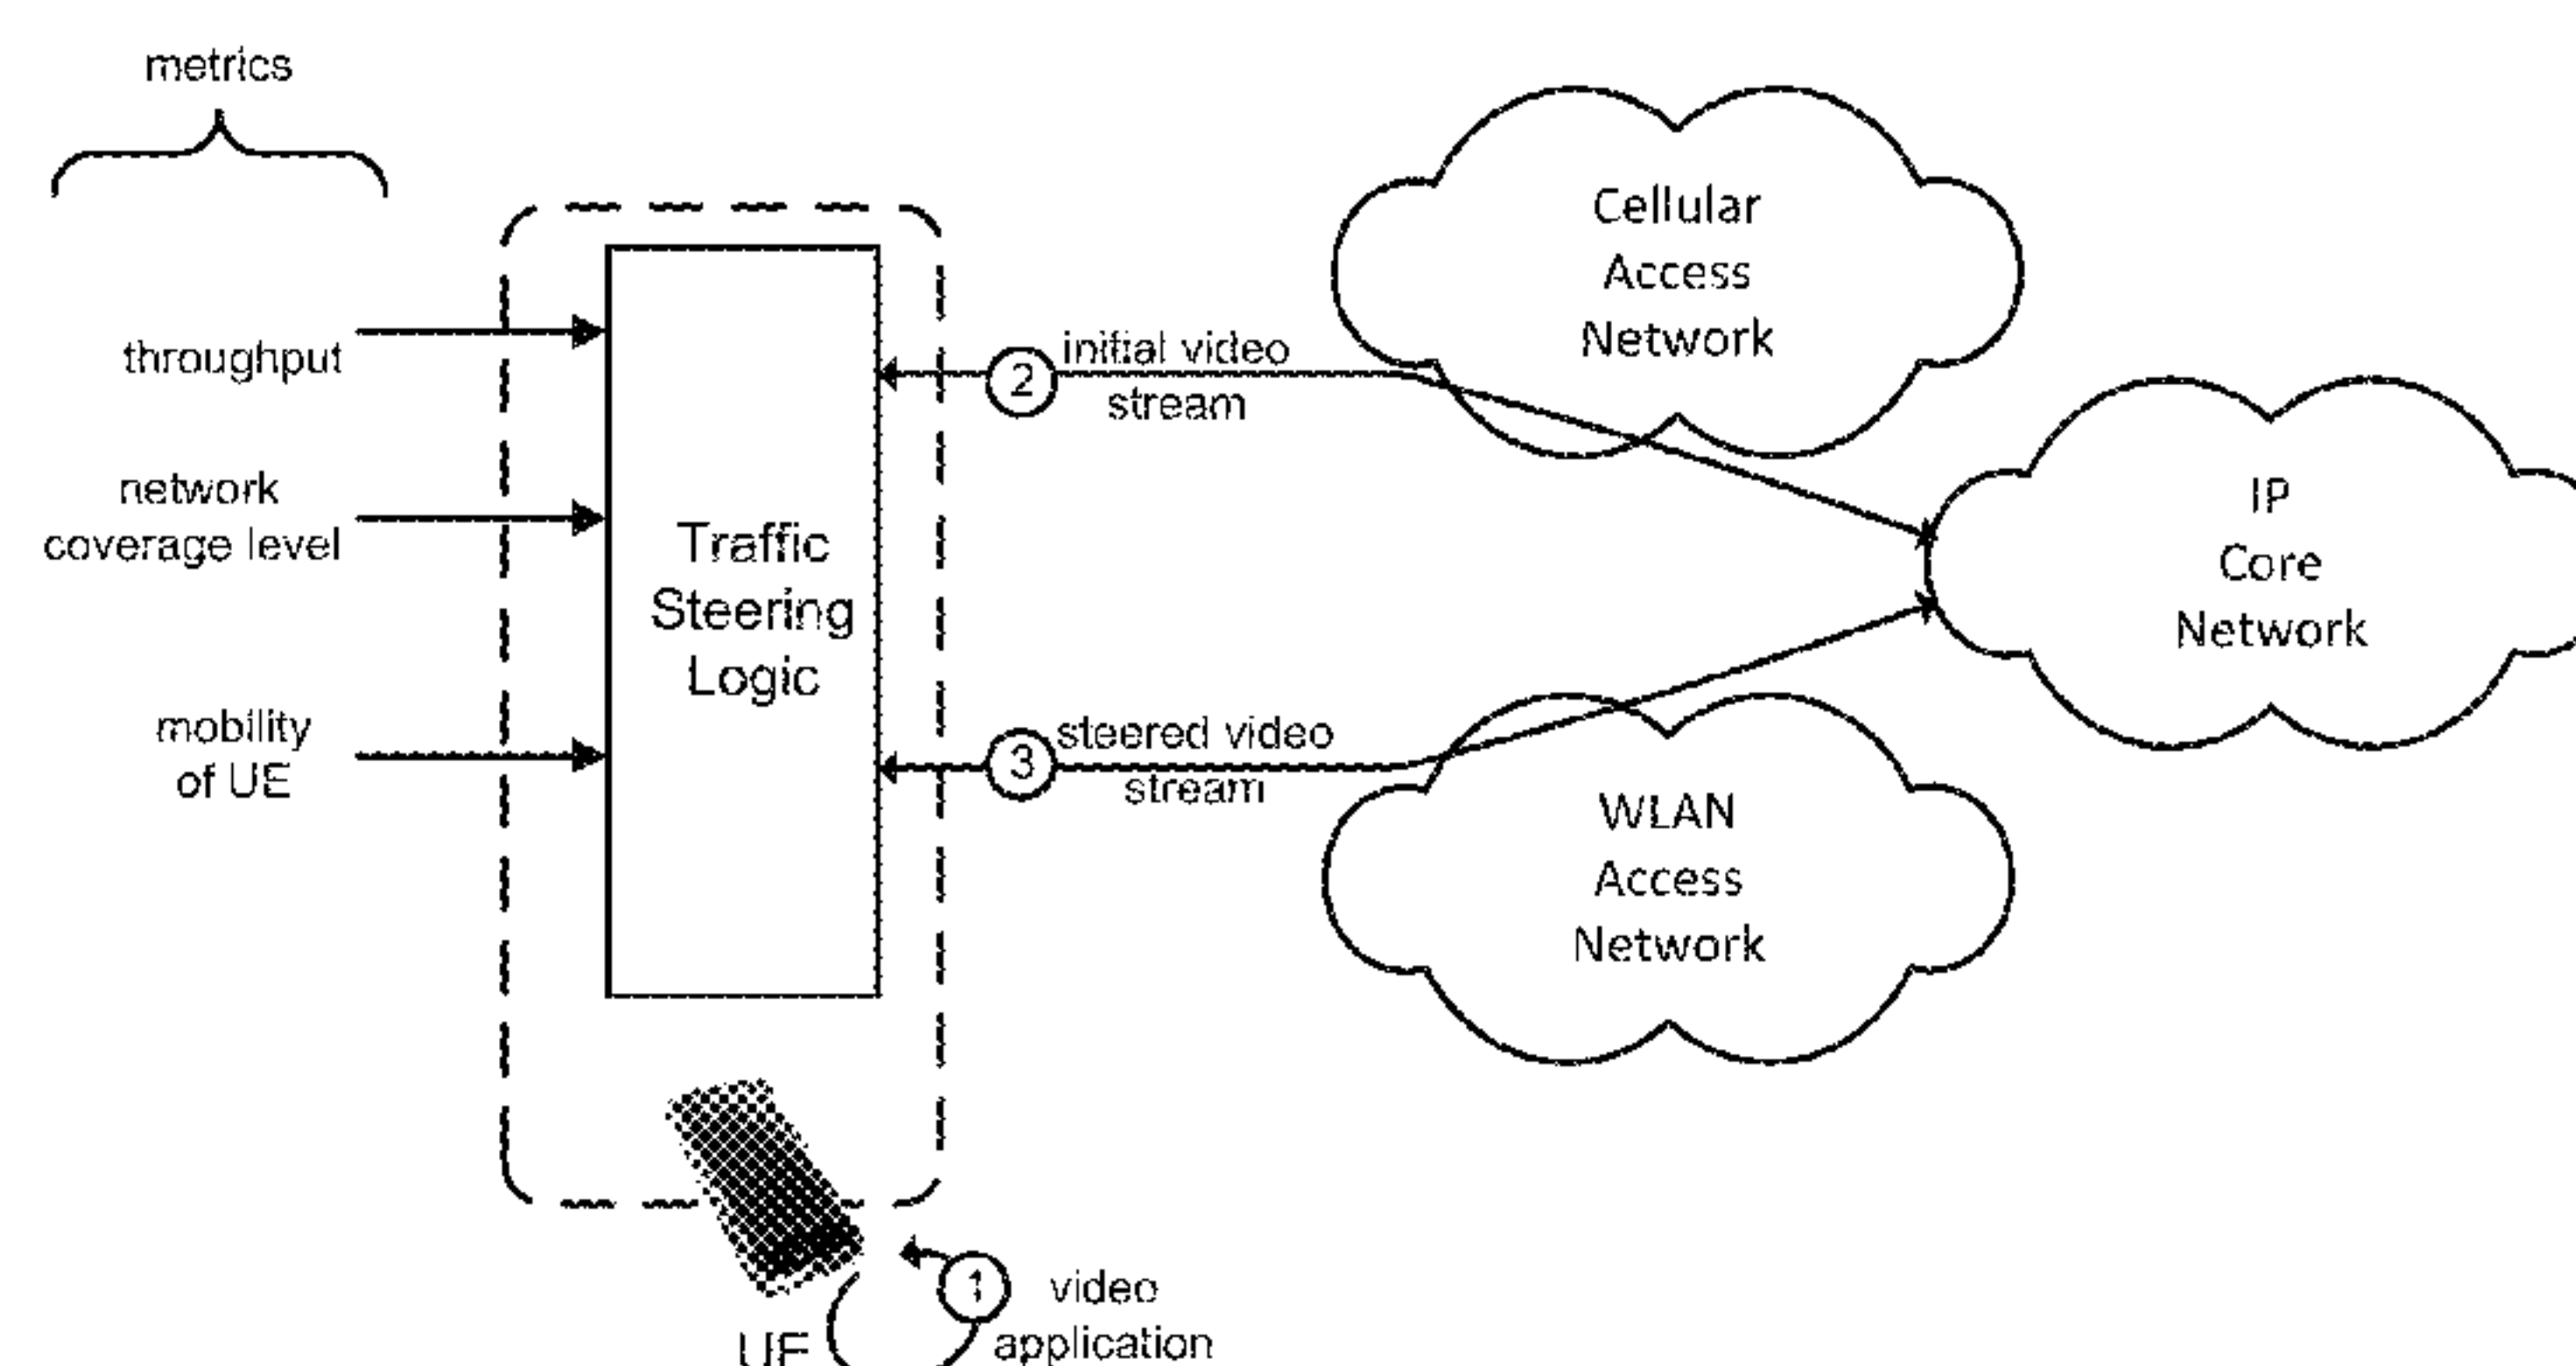 metrics
throughput
network
coverage level
mobility
of UE
Traffic
Steering
Logic
2
initial video
stream
3
steered video
stream
Cellular
Access
Network
IP
Core
Network
WLAN
Access
Network
1
video
application
UE